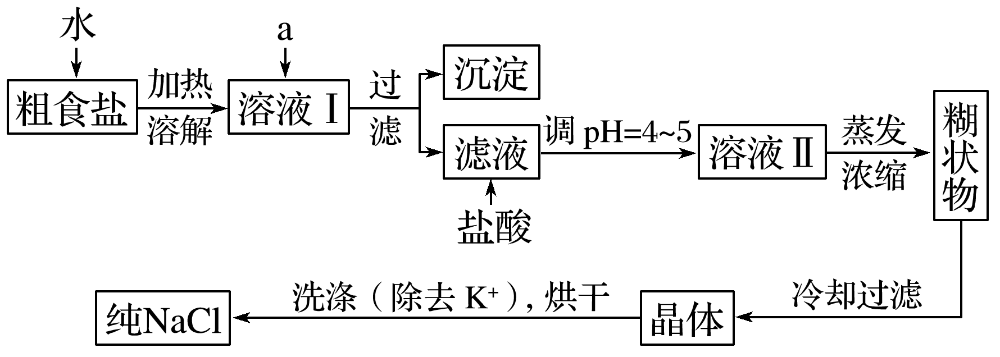 水
a
粗食盐
加热
溶解
溶液Ⅰ
过
滤
沉淀
滤液
盐酸
调 pH=4~5
溶液Ⅱ
蒸发
浓缩
糊状物
冷却过滤
晶体
洗涤（除去 K⁺）, 烘干
纯NaCl